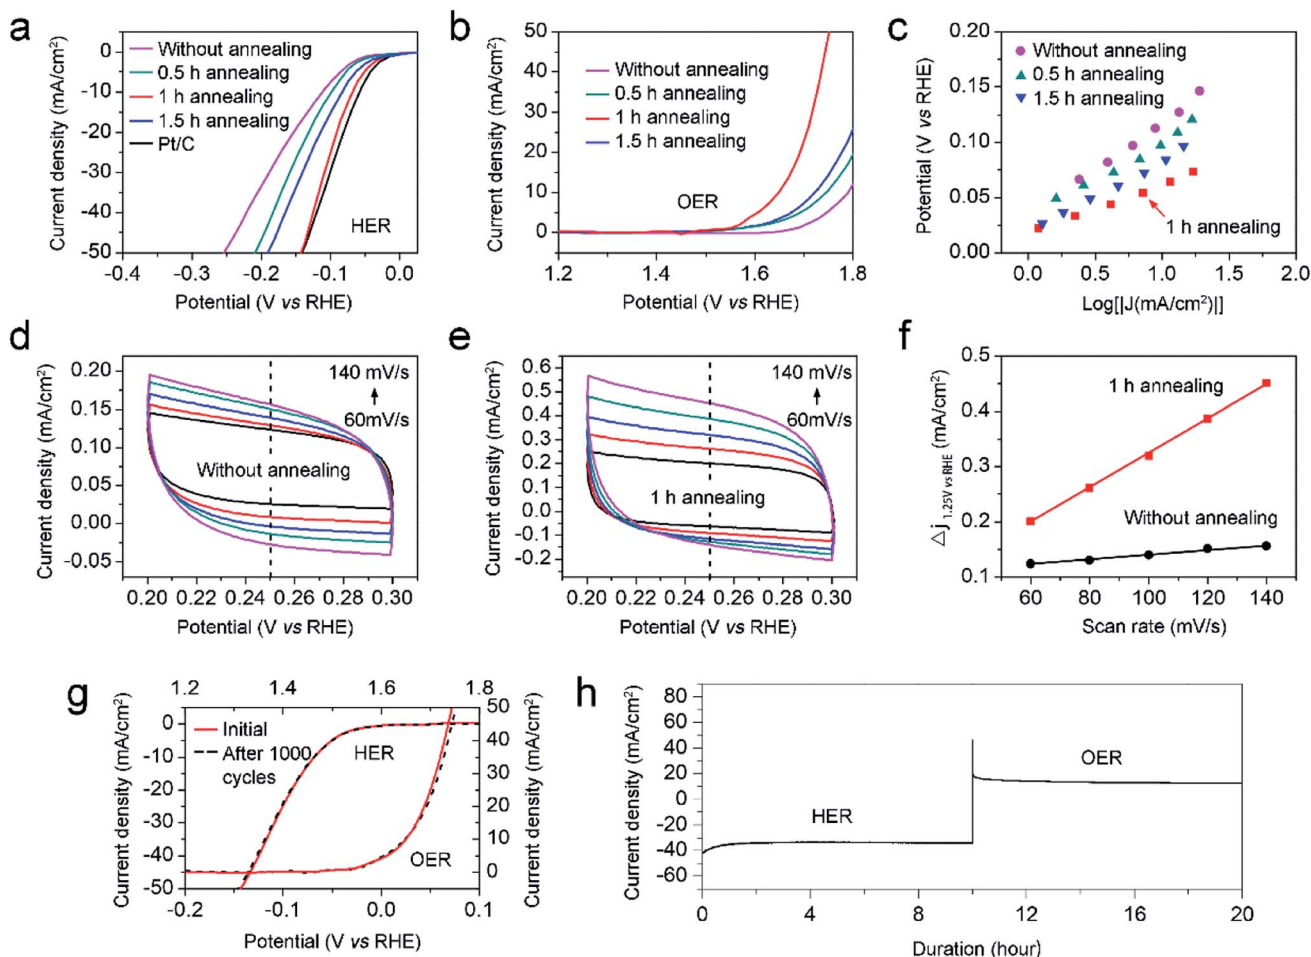 a
Current density (mA/cm²)
0
-10
-20
-30
-40
-50
Without annealing
0.5 h annealing
1 h annealing
1.5 h annealing
Pt/C
HER
-0.4 -0.3 -0.2 -0.1 0.0
Potential (V vs RHE)
b
Current density (mA/cm²)
50
40
30
20
10
0
Without annealing
0.5 h annealing
1 h annealing
1.5 h annealing
OER
1.2 1.4 1.6 1.8
Potential (V vs RHE)
c
Potential (V vs RHE)
0.20
0.15
0.10
0.05
0.00
Without annealing
0.5 h annealing
1.5 h annealing
1 h annealing
0.0 0.5 1.0 1.5 2.0
Log[|J(mA/cm²)|]
d
Current density (mA/cm²)
0.20
0.15
0.10
0.05
0.00
-0.05
140 mV/s
60mV/s
Without annealing
0.20 0.22 0.24 0.26 0.28 0.30
Potential (V vs RHE)
e
Current density (mA/cm²)
0.6
0.5
0.4
0.3
0.2
0.1
0.0
-0.1
-0.2
140 mV/s
60mV/s
1 h annealing
0.20 0.22 0.24 0.26 0.28 0.30
Potential (V vs RHE)
f
△j1.25V vs RHE (mA/cm²)
0.5
0.4
0.3
0.2
0.1
1 h annealing
Without annealing
60 80 100 120 140
Scan rate (mV/s)
g
1.2 1.4 1.6 1.8
Current density (mA/cm²)
0
-10
-20
-30
-40
-50
Initial
After 1000
cycles
HER
OER
50
40
30
20
10
0
Current density (mA/cm²)
-0.2 -0.1 0.0 0.1
Potential (V vs RHE)
h
Current density (mA/cm²)
80
60
40
20
0
-20
-40
-60
HER
OER
0 4 8 12 16 20
Duration (hour)